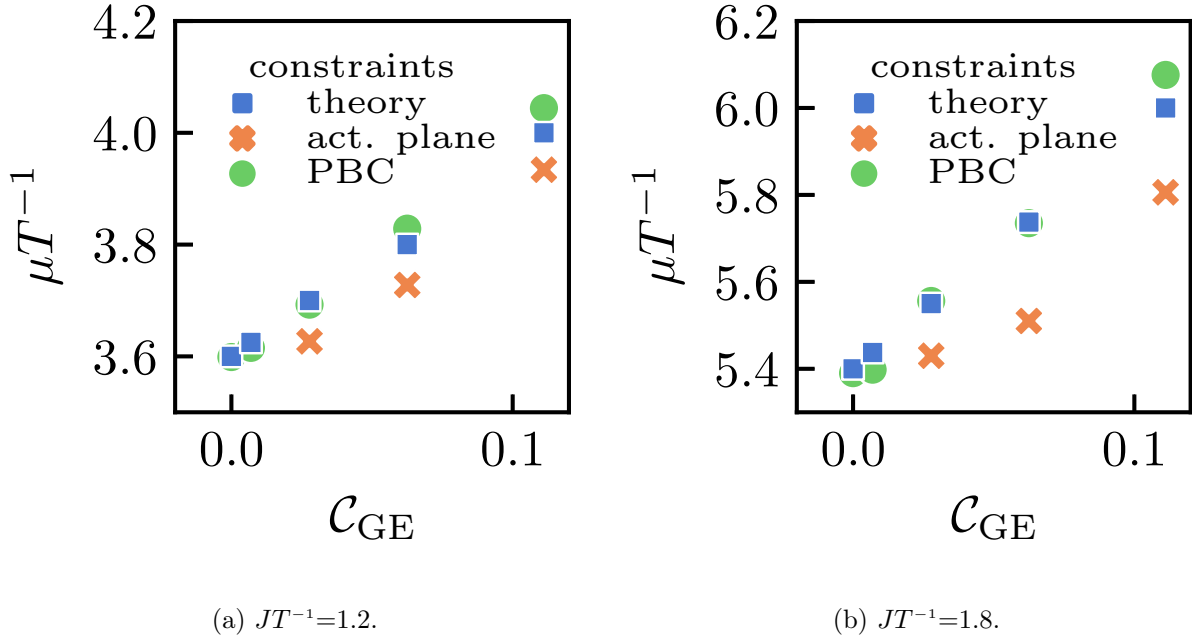 4.2
4.0
3.8
3.6
μT⁻¹
constraints
theory
act. plane
PBC
0.0 0.1
𝒞GE
(a) JT⁻¹=1.2.
6.2
6.0
5.8
5.6
5.4
μT⁻¹
constraints
theory
act. plane
PBC
0.0 0.1
𝒞GE
(b) JT⁻¹=1.8.